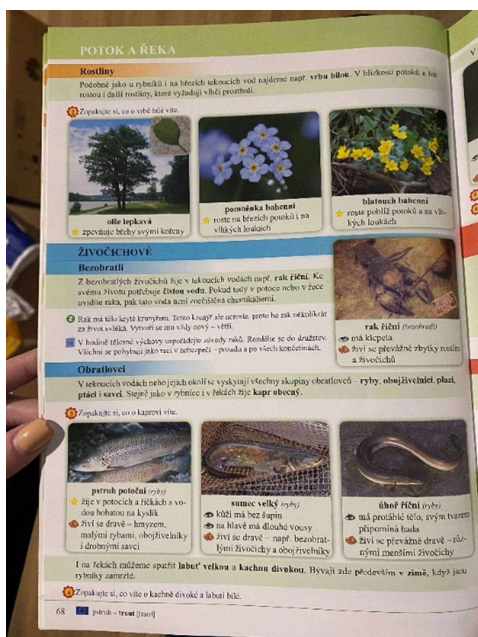 POTOK A ŘEKA
Rostliny
Podobně jako u rybníků i na březích tekoucích vod najdeme např. vrbu bílou. V blízkosti potoků a řek
rostou i další rostliny, které vyžadují vlhčí prostředí.
Zopakujte si, co o vrbě bílé víte.
olše lepkavá
zpevňuje břehy svými kořeny
pomněnka bahenní
roste na březích potoků i na
vlhkých loukách
blatouch bahenní
roste poblíž potoků a na vlh-
kých loukách
ŽIVOČICHOVÉ
Bezobratlí
Z bezobratlých živočichů žije v tekoucích vodách např. rak říční. Ke
svému životu potřebuje čistou vodu. Pokud tedy v potoce nebo v řece
uvidíte raka, pak tato voda není znečištěna chemikáliemi.
Rak má tělo kryté krunýřem. Tento krunýř ale neroste, proto ho rak několikrát
za život svléká. Vytvoří se mu vždy nový – větší.
V hodině tělesné výchovy uspořádejte závody raků. Rozdělte se do družstev.
Všichni se pohybují jako raci v nebezpečí – pozadu a po všech končetinách.
rak říční (bezobratlí)
má klepeta
živí se převážně zbytky rostlin
a živočichů
Obratlovci
V tekoucích vodách nebo jejich okolí se vyskytují všechny skupiny obratlovců – ryby, obojživelníci, plazi,
ptáci i savci. Stejně jako v rybnice i v řekách žije kapr obecný.
Zopakujte si, co o kaprovi víte.
pstruh potoční (ryby)
žije v potocích a říčkách s vo-
dou bohatou na kyslík
živí se dravě – hmyzem,
malými rybami, obojživelníky
i drobnými savci
sumec velký (ryby)
kůži má bez šupin
na hlavě má dlouhé vousy
živí se dravě – např. bezobrat-
lými živočichy a obojživelníky
úhoř říční (ryby)
má protáhlé tělo, svým tvarem
připomíná hada
živí se převážně dravě – růz-
nými menšími živočichy
I na řekách můžeme spatřit labuť velkou a kachnu divokou. Bývají zde především v zimě, když jsou
rybníky zamrzlé.
Zopakujte si, co víte o kachně divoké a labuti bílé.
68 pstruh – trout [traut]